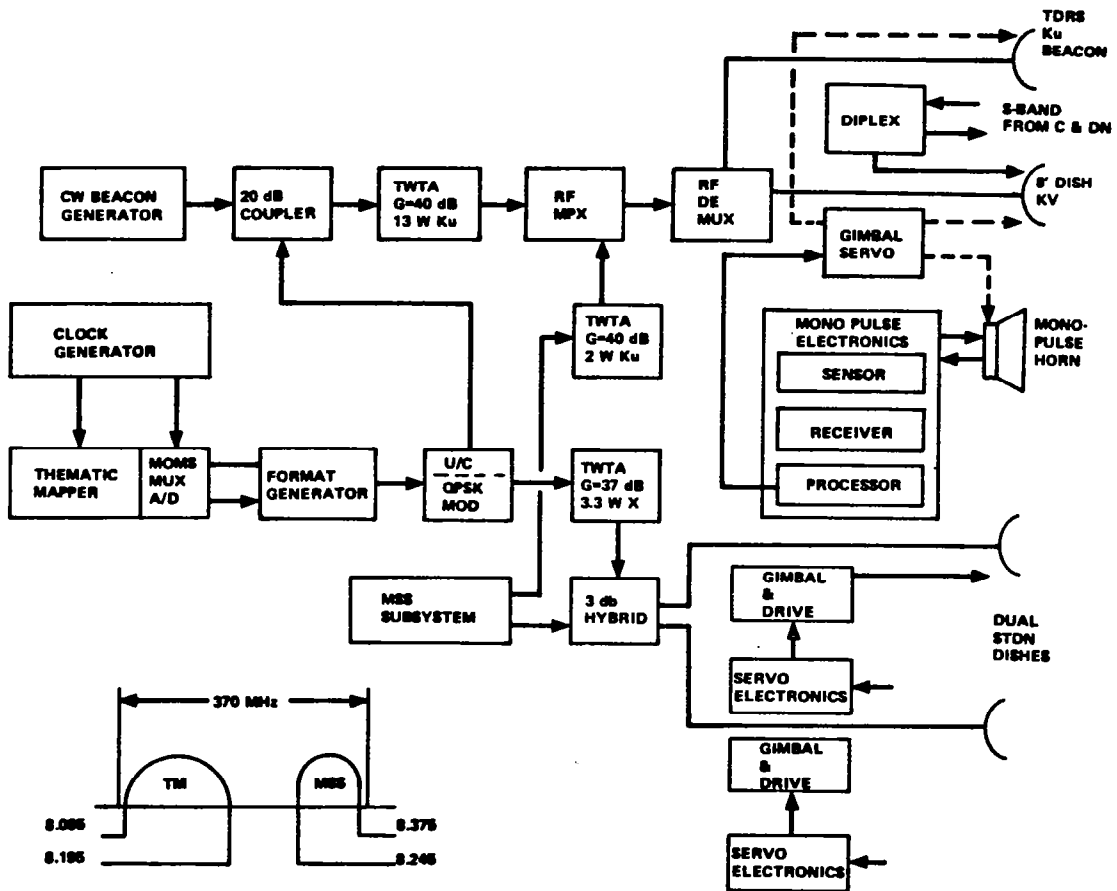 TDRS
Ku
BEACON
DIPLEX
S-BAND
FROM C & DN
CW BEACON
GENERATOR
20 dB
COUPLER
TWTA
G=40 dB
13 W Ku
RF
MPX
RF
DE
MUX
8' DISH
KV
GIMBAL
SERVO
CLOCK
GENERATOR
TWTA
G=40 dB
2 W Ku
MONO PULSE
ELECTRONICS
SENSOR
RECEIVER
PROCESSOR
MONO-
PULSE
HORN
THEMATIC
MAPPER
MOMS
MUX
A/D
FORMAT
GENERATOR
U/C
QPSK
MOD
TWTA
G=37 dB
3.3 W X
MSS
SUBSYSTEM
3 db
HYBRID
GIMBAL
&
DRIVE
SERVO
ELECTRONICS
DUAL
STDN
DISHES
GIMBAL
&
DRIVE
SERVO
ELECTRONICS
370 MHz
TM
MSS
8.375
8.195
8.245